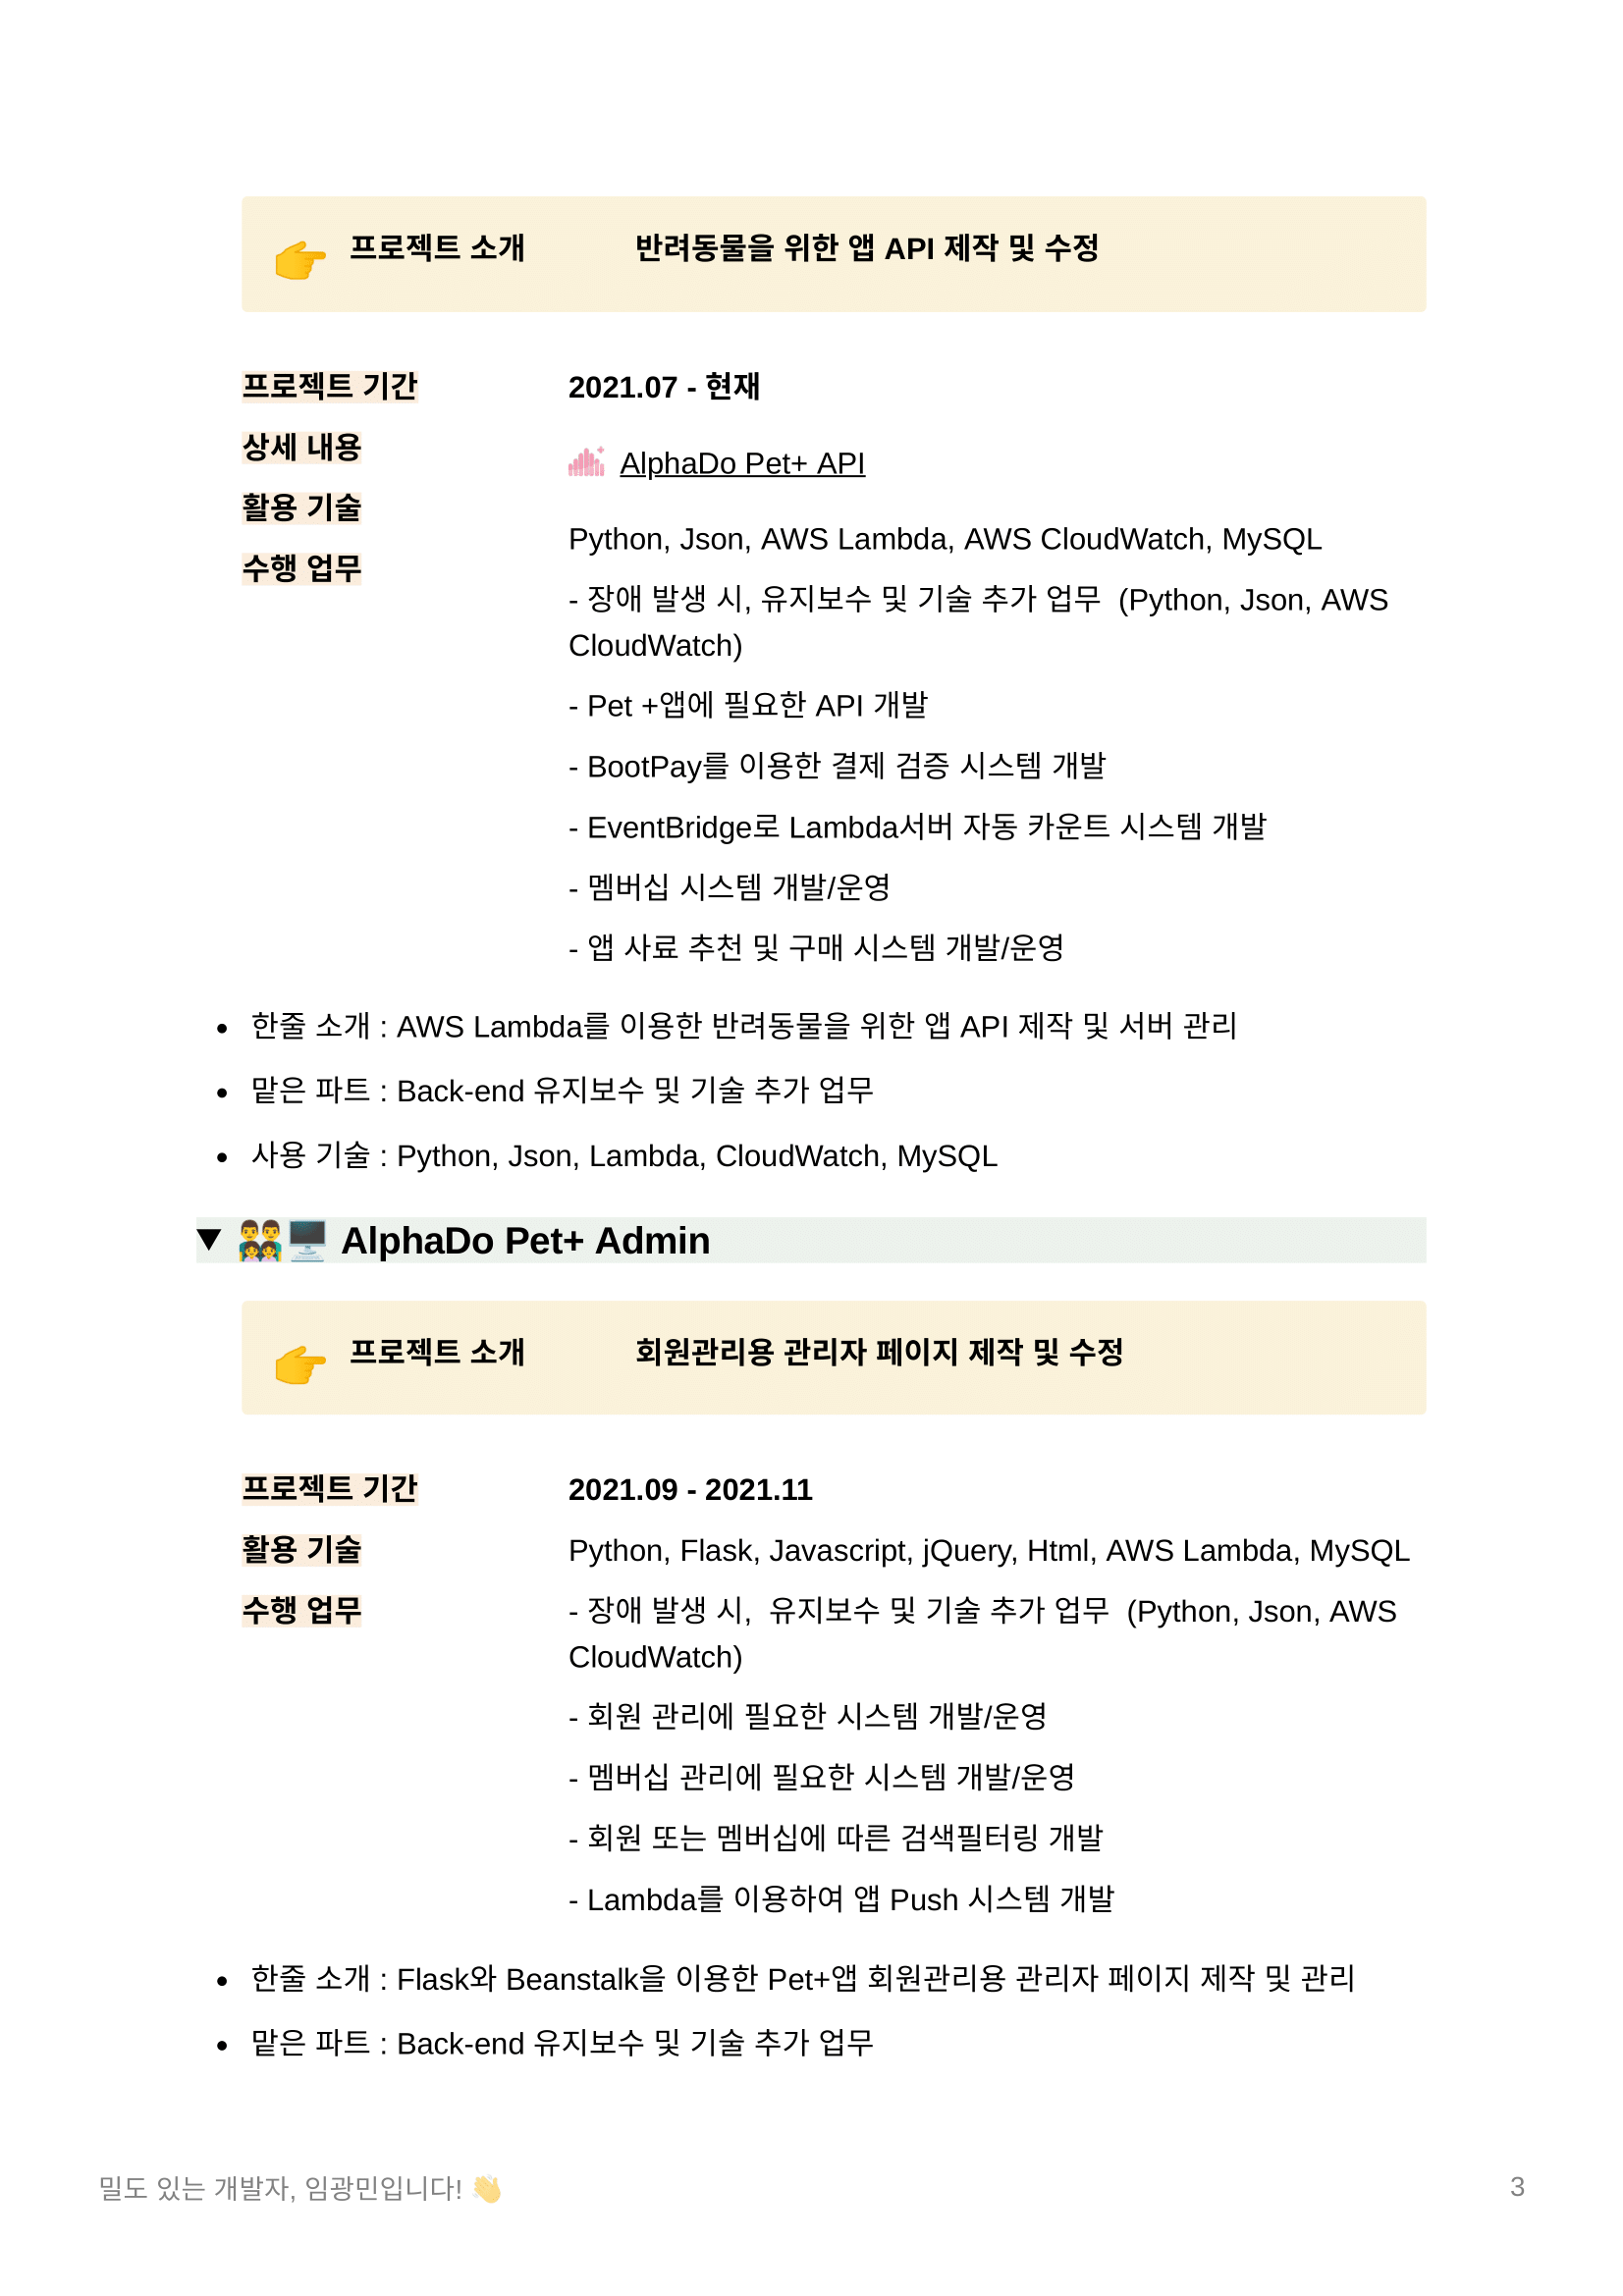 👉 프로젝트 소개 반려동물을 위한 앱 API 제작 및 수정
프로젝트 기간 2021.07 - 현재
상세 내용 AlphaDo Pet+ API
활용 기술 Python, Json, AWS Lambda, AWS CloudWatch, MySQL
수행 업무 - 장애 발생 시, 유지보수 및 기술 추가 업무 (Python, Json, AWS
CloudWatch)
- Pet +앱에 필요한 API 개발
- BootPay를 이용한 결제 검증 시스템 개발
- EventBridge로 Lambda서버 자동 카운트 시스템 개발
- 멤버십 시스템 개발/운영
- 앱 사료 추천 및 구매 시스템 개발/운영
• 한줄 소개 : AWS Lambda를 이용한 반려동물을 위한 앱 API 제작 및 서버 관리
• 맡은 파트 : Back-end 유지보수 및 기술 추가 업무
• 사용 기술 : Python, Json, Lambda, CloudWatch, MySQL
▼ 👨‍👨‍👧‍👧🖥️ AlphaDo Pet+ Admin
👉 프로젝트 소개 회원관리용 관리자 페이지 제작 및 수정
프로젝트 기간 2021.09 - 2021.11
활용 기술 Python, Flask, Javascript, jQuery, Html, AWS Lambda, MySQL
수행 업무 - 장애 발생 시, 유지보수 및 기술 추가 업무 (Python, Json, AWS
CloudWatch)
- 회원 관리에 필요한 시스템 개발/운영
- 멤버십 관리에 필요한 시스템 개발/운영
- 회원 또는 멤버십에 따른 검색필터링 개발
- Lambda를 이용하여 앱 Push 시스템 개발
• 한줄 소개 : Flask와 Beanstalk을 이용한 Pet+앱 회원관리용 관리자 페이지 제작 및 관리
• 맡은 파트 : Back-end 유지보수 및 기술 추가 업무
밀도 있는 개발자, 임광민입니다! 👏 3